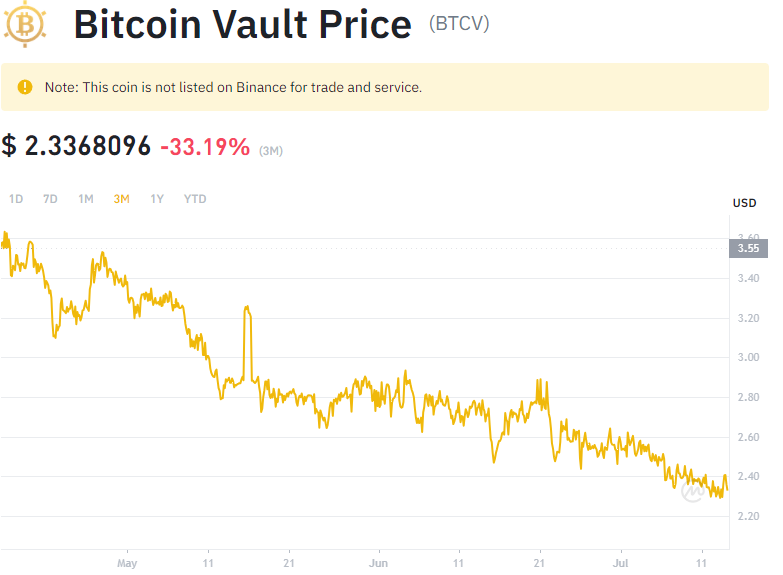 Bitcoin Vault Price (BTCV)
Note: This coin is not listed on Binance for trade and service.
$ 2.3368096 -33.19% (3M)
1D 7D 1M 3M 1Y YTD
USD
3.60
3.55
3.40
3.20
3.00
2.80
2.60
2.40
2.20
May 11 21 Jun 11 21 Jul 11